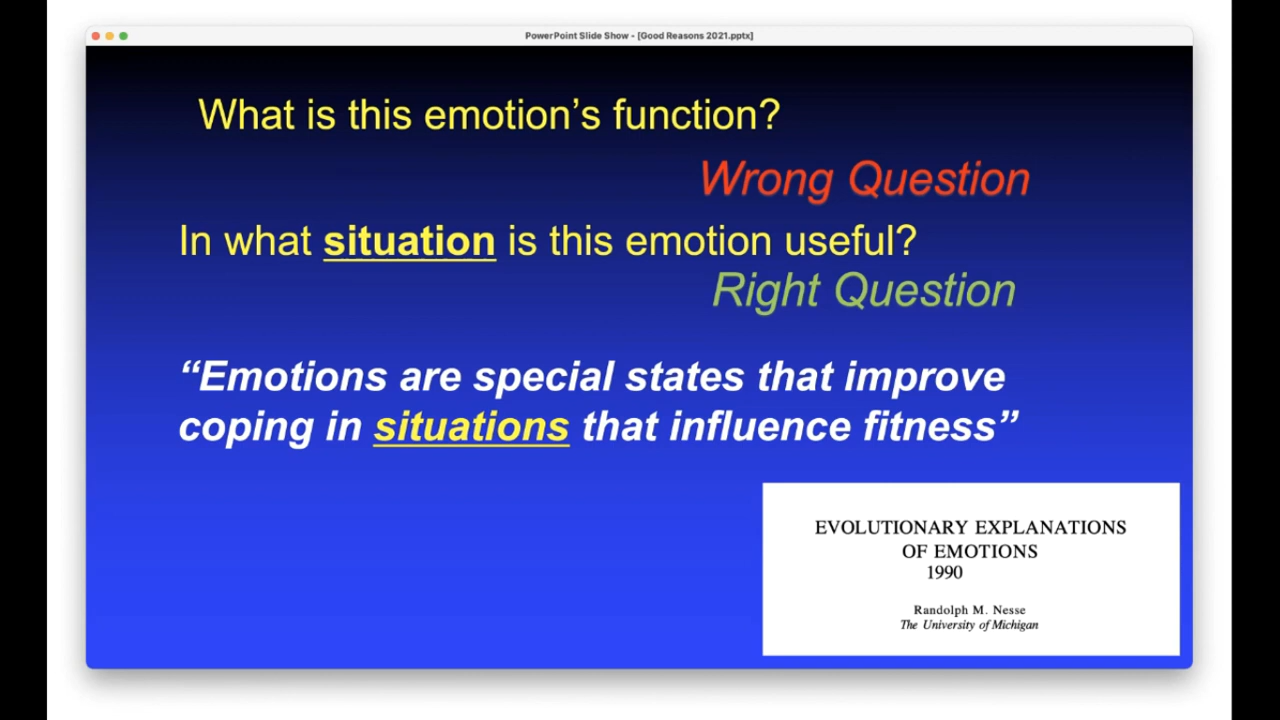 PowerPoint Slide Show - [Good Reasons 2021.pptx]
What is this emotion’s function?
Wrong Question
In what situation is this emotion useful?
Right Question
“Emotions are special states that improve
coping in situations that influence fitness”
EVOLUTIONARY EXPLANATIONS
OF EMOTIONS
1990
Randolph M. Nesse
The University of Michigan